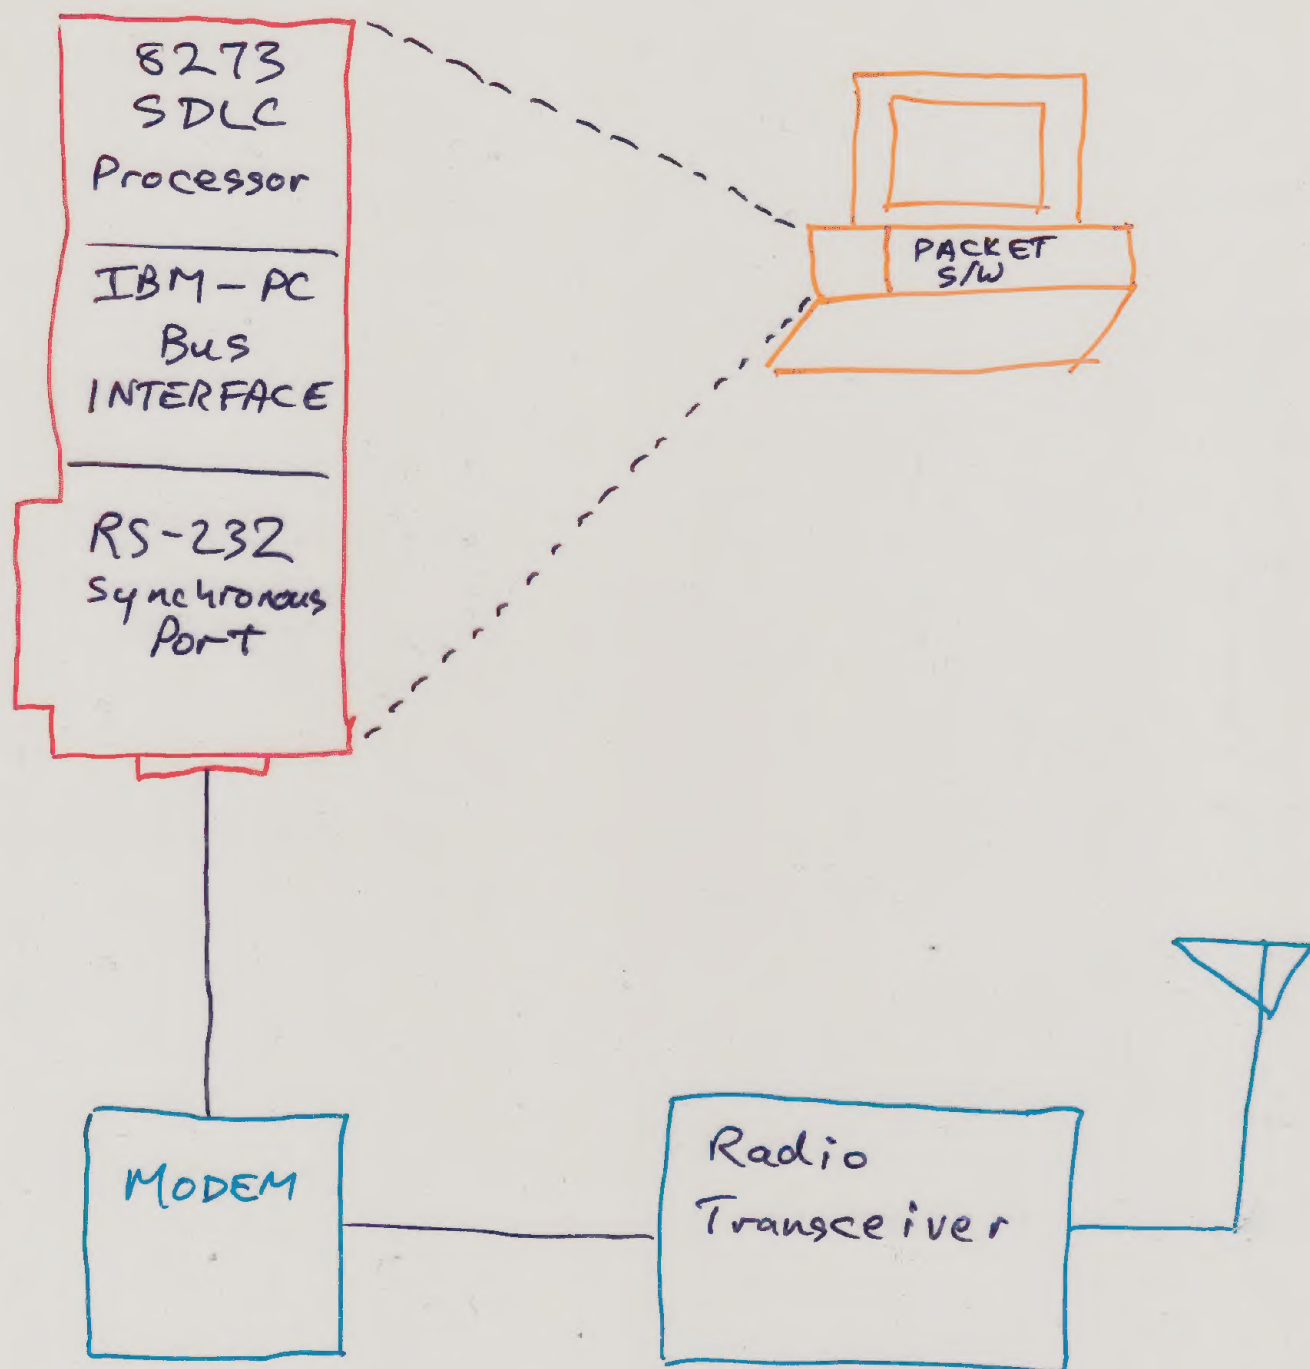 8273
SDLC
Processor
IBM-PC
Bus
INTERFACE
RS-232
Synchronous
Port
PACKET
S/W
MODEM
Radio
Transceiver